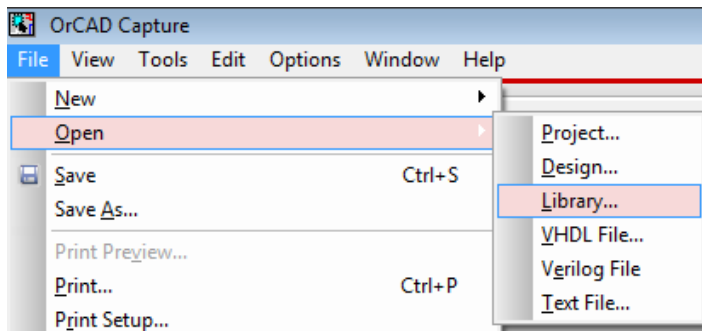 OrCAD Capture
File View Tools Edit Options Window Help
New
Open
Save Ctrl+S
Save As...
Print Preview...
Print... Ctrl+P
Print Setup...
Project...
Design...
Library...
VHDL File...
Verilog File
Text File...